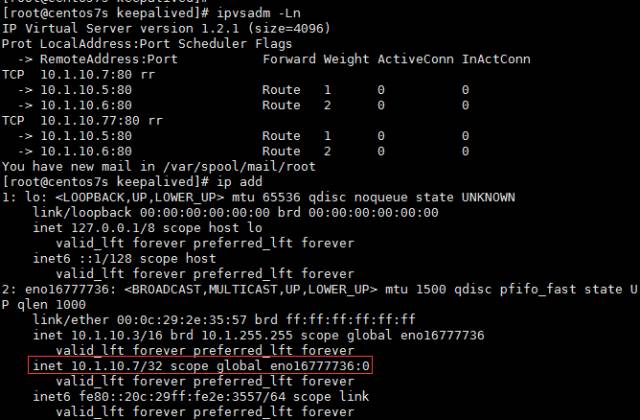 [root@centos7s keepalived]# ipvsadm -Ln
IP Virtual Server version 1.2.1 (size=4096)
Prot LocalAddress:Port Scheduler Flags
  -> RemoteAddress:Port           Forward Weight ActiveConn InActConn
TCP  10.1.10.7:80 rr
  -> 10.1.10.5:80                 Route   1      0          0
  -> 10.1.10.6:80                 Route   2      0          0
TCP  10.1.10.77:80 rr
  -> 10.1.10.5:80                 Route   1      0          0
  -> 10.1.10.6:80                 Route   2      0          0
You have new mail in /var/spool/mail/root
[root@centos7s keepalived]# ip add
1: lo: <LOOPBACK,UP,LOWER_UP> mtu 65536 qdisc noqueue state UNKNOWN
    link/loopback 00:00:00:00:00:00 brd 00:00:00:00:00:00
    inet 127.0.0.1/8 scope host lo
       valid_lft forever preferred_lft forever
    inet6 ::1/128 scope host
       valid_lft forever preferred_lft forever
2: eno16777736: <BROADCAST,MULTICAST,UP,LOWER_UP> mtu 1500 qdisc pfifo_fast state U
P qlen 1000
    link/ether 00:0c:29:2e:35:57 brd ff:ff:ff:ff:ff:ff
    inet 10.1.10.3/16 brd 10.1.255.255 scope global eno16777736
       valid_lft forever preferred_lft forever
    inet 10.1.10.7/32 scope global eno16777736:0
       valid_lft forever preferred_lft forever
    inet6 fe80::20c:29ff:fe2e:3557/64 scope link
       valid_lft forever preferred_lft forever